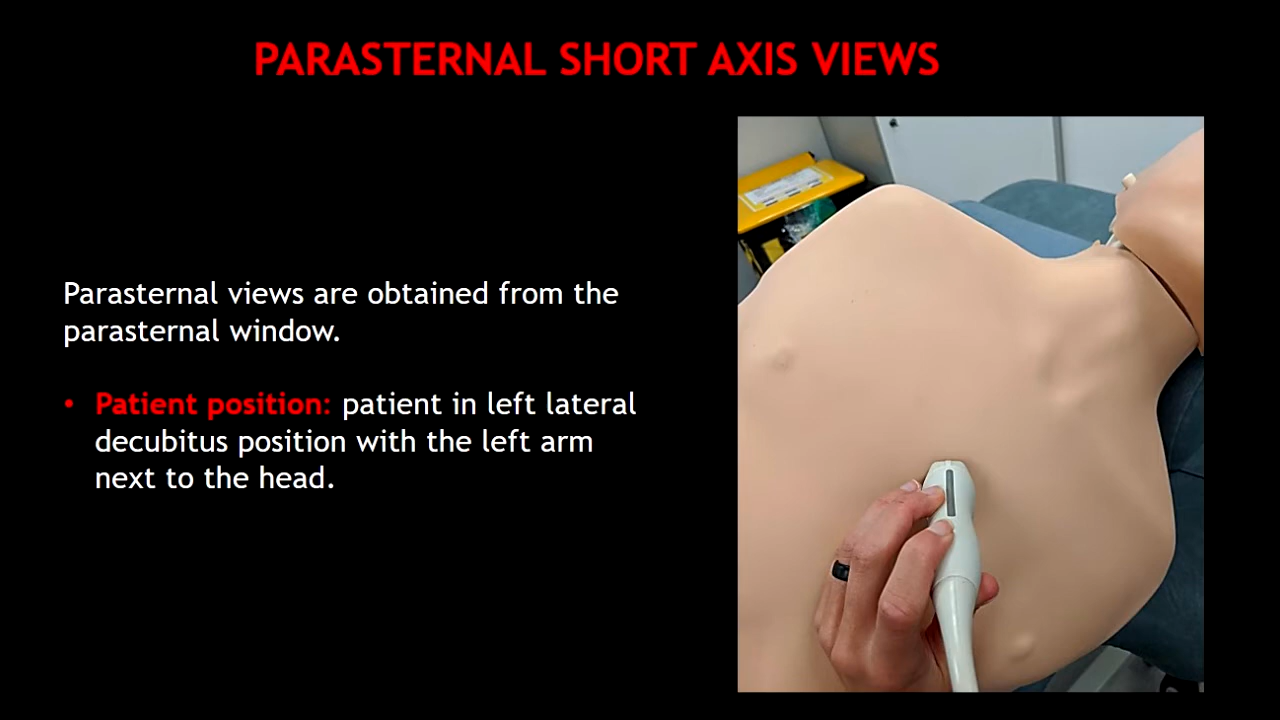 PARASTERNAL SHORT AXIS VIEWS
Parasternal views are obtained from the
parasternal window.
• Patient position: patient in left lateral
decubitus position with the left arm
next to the head.